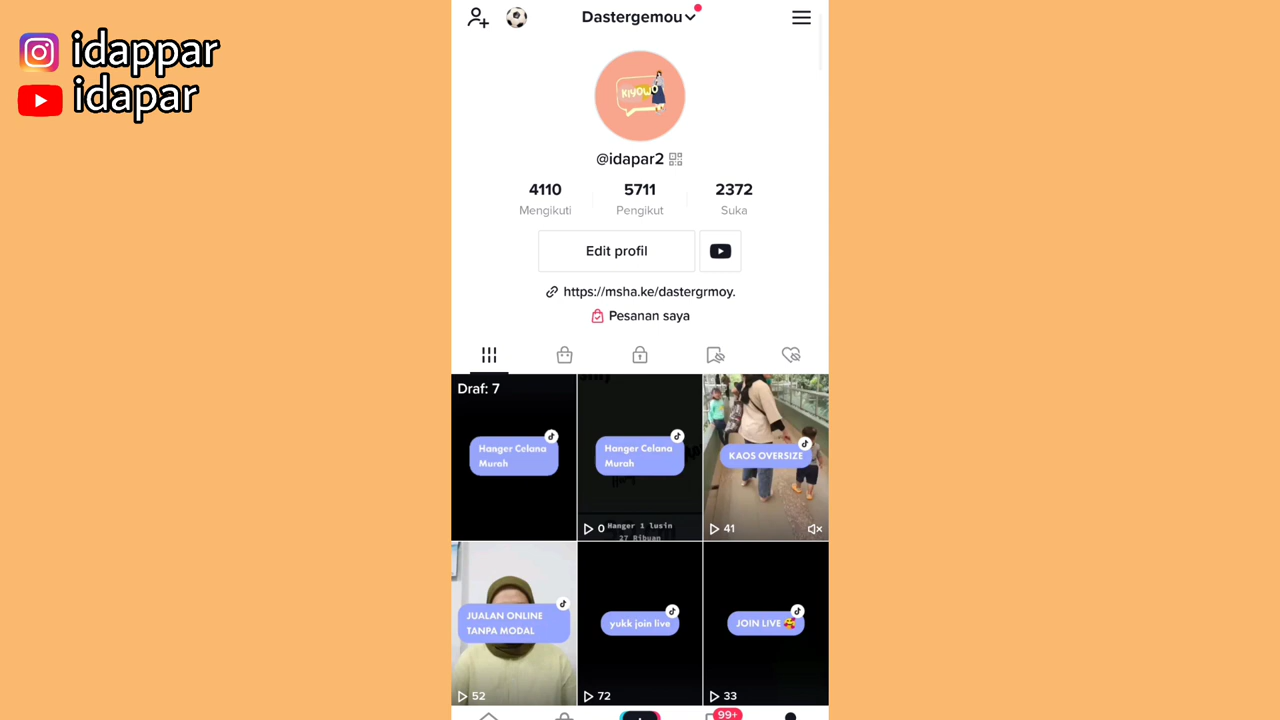 idappar
idapar
Dastergemou
KIYOWO
@idapar2
4110
Mengikuti
5711
Pengikut
2372
Suka
Edit profil
https://msha.ke/dastergrmoy.
Pesanan saya
Draf: 7
Hanger Celana
Murah
Hanger Celana
Murah
Hanger 1 lusin
27 Ribuan
0
KAOS OVERSIZE
41
JUALAN ONLINE
TANPA MODAL
52
yukk join live
72
JOIN LIVE 🥰
33
99+